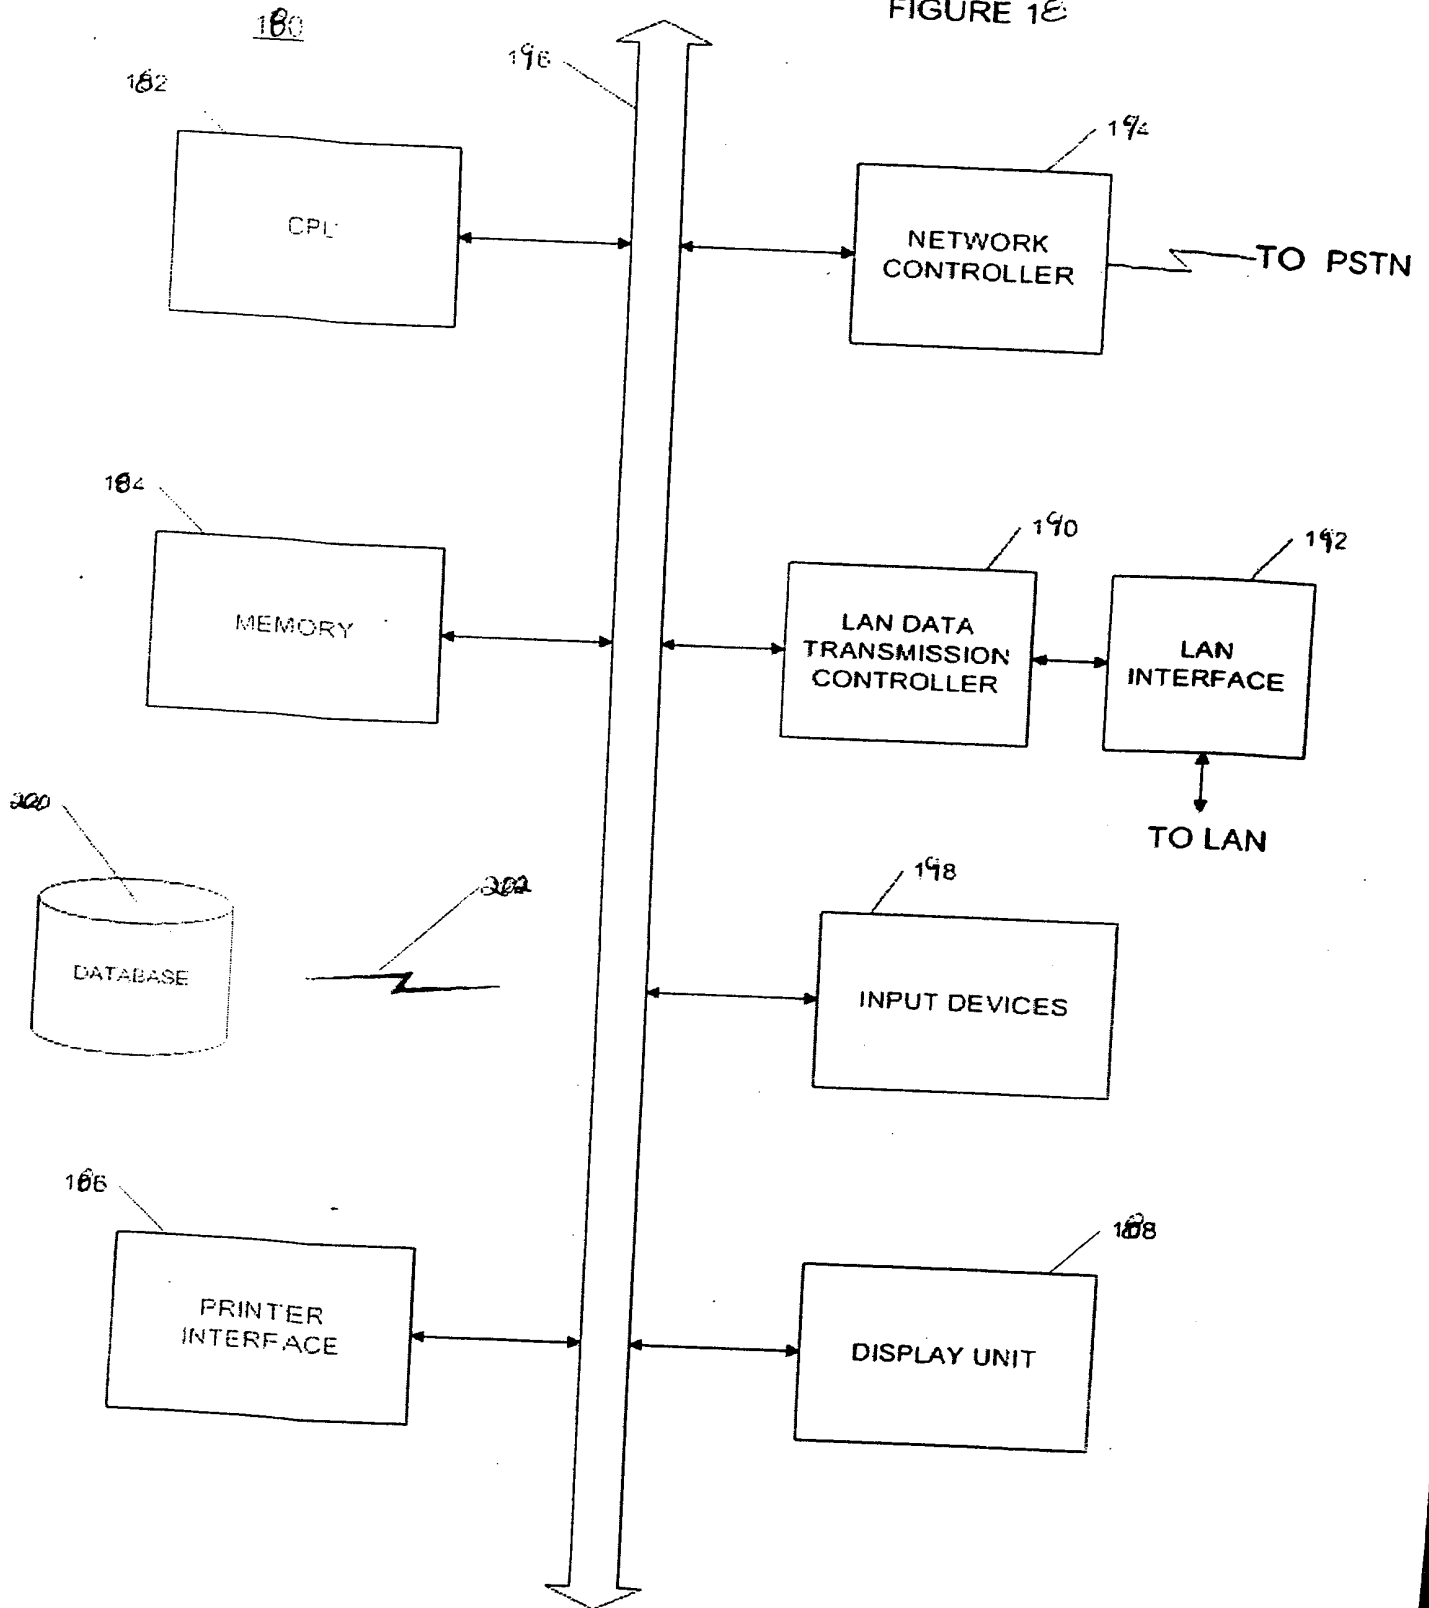 FIGURE 18
180
182
196
194
CPU
NETWORK
CONTROLLER
TO PSTN
184
190
192
MEMORY
LAN DATA
TRANSMISSION
CONTROLLER
LAN
INTERFACE
TO LAN
200
202
198
DATABASE
INPUT DEVICES
186
188
PRINTER
INTERFACE
DISPLAY UNIT